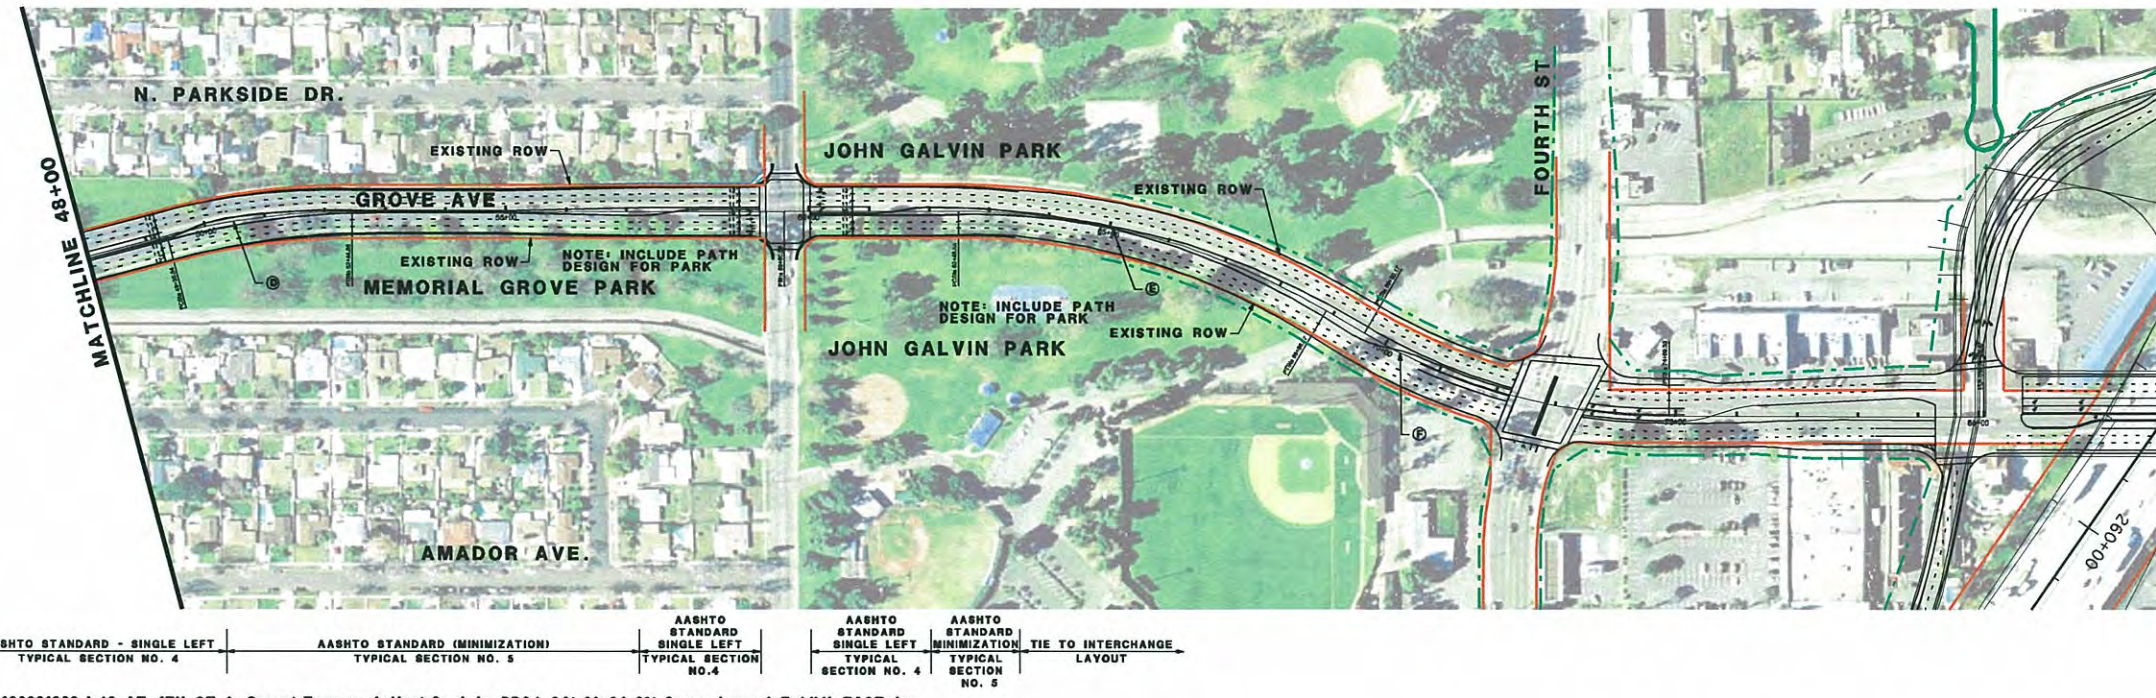 N. PARKSIDE DR.
EXISTING ROW
JOHN GALVIN PARK
FOURTH ST
MATCHLINE 48+00
GROVE AVE
EXISTING ROW
EXISTING ROW
NOTE: INCLUDE PATH
DESIGN FOR PARK
MEMORIAL GROVE PARK
D
E
NOTE: INCLUDE PATH
DESIGN FOR PARK
EXISTING ROW
JOHN GALVIN PARK
F
AMADOR AVE.
260+00
SHTO STANDARD - SINGLE LEFT
TYPICAL SECTION NO. 4
AASHTO STANDARD (MINIMIZATION)
TYPICAL SECTION NO. 5
AASHTO
STANDARD
SINGLE LEFT
TYPICAL SECTION
NO.4
AASHTO
STANDARD
SINGLE LEFT
TYPICAL
SECTION NO. 4
AASHTO
STANDARD
MINIMIZATION
TYPICAL
SECTION
NO. 5
TIE TO INTERCHANGE
LAYOUT